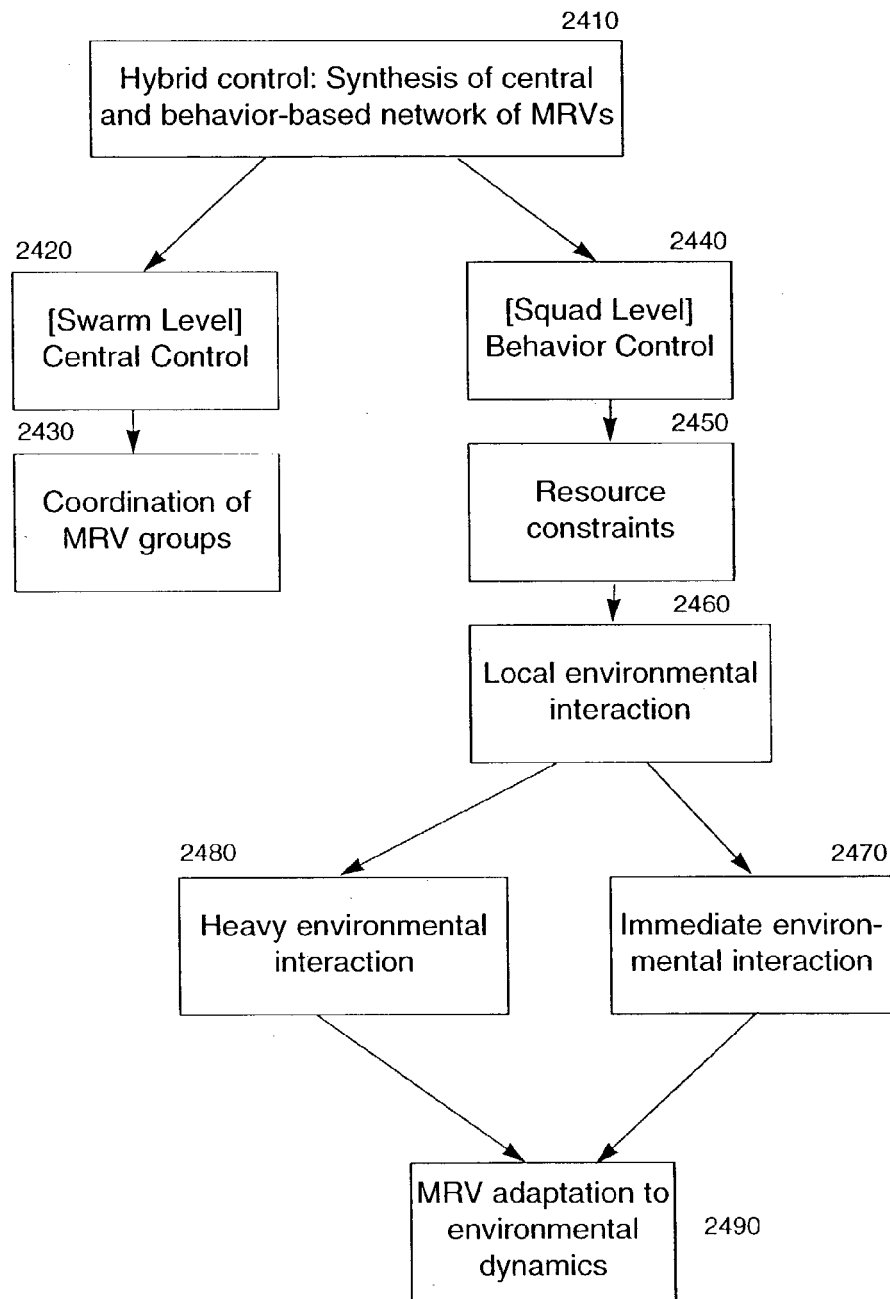 2410
Hybrid control: Synthesis of central
and behavior-based network of MRVs
2420
[Swarm Level]
Central Control
2430
Coordination of
MRV groups
2440
[Squad Level]
Behavior Control
2450
Resource
constraints
2460
Local environmental
interaction
2480
Heavy environmental
interaction
2470
Immediate environ-
mental interaction
MRV adaptation to
environmental
dynamics
2490